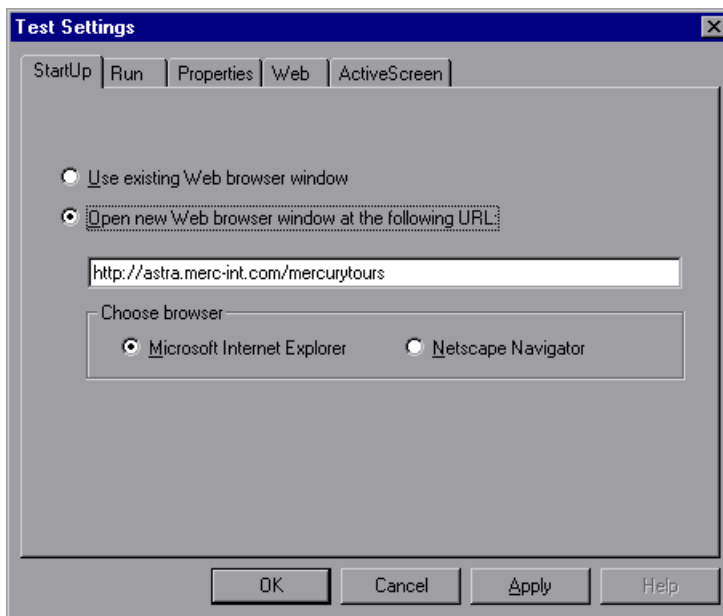 Test Settings
StartUp Run Properties Web ActiveScreen
Use existing Web browser window
Open new Web browser window at the following URL:
http://astra.merc-int.com/mercurytours
Choose browser
Microsoft Internet Explorer Netscape Navigator
OK Cancel Apply Help